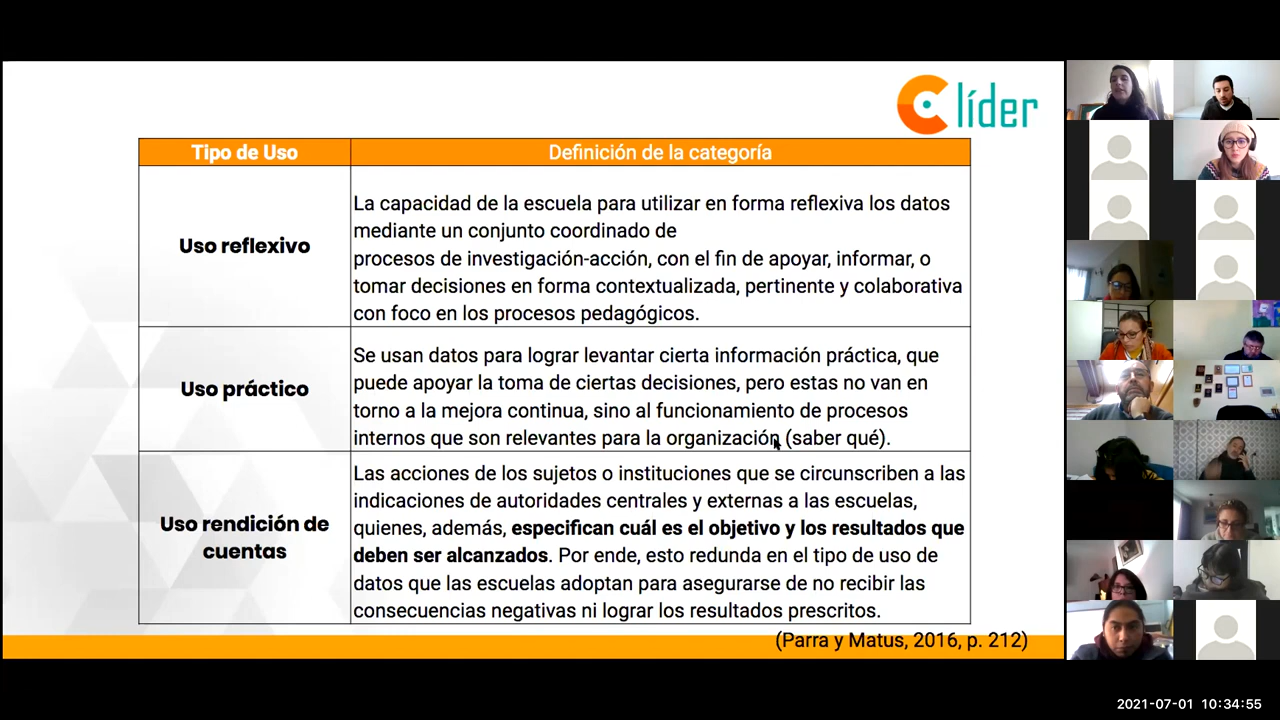 líder
Tipo de Uso
Definición de la categoría
Uso reflexivo
La capacidad de la escuela para utilizar en forma reflexiva los datos
mediante un conjunto coordinado de
procesos de investigación-acción, con el fin de apoyar, informar, o
tomar decisiones en forma contextualizada, pertinente y colaborativa
con foco en los procesos pedagógicos.
Uso práctico
Se usan datos para lograr levantar cierta información práctica, que
puede apoyar la toma de ciertas decisiones, pero estas no van en
torno a la mejora continua, sino al funcionamiento de procesos
internos que son relevantes para la organización (saber qué).
Uso rendición de
cuentas
Las acciones de los sujetos o instituciones que se circunscriben a las
indicaciones de autoridades centrales y externas a las escuelas,
quienes, además, especifican cuál es el objetivo y los resultados que
deben ser alcanzados. Por ende, esto redunda en el tipo de uso de
datos que las escuelas adoptan para asegurarse de no recibir las
consecuencias negativas ni lograr los resultados prescritos.
(Parra y Matus, 2016, p. 212)
2021-07-01 10:34:55